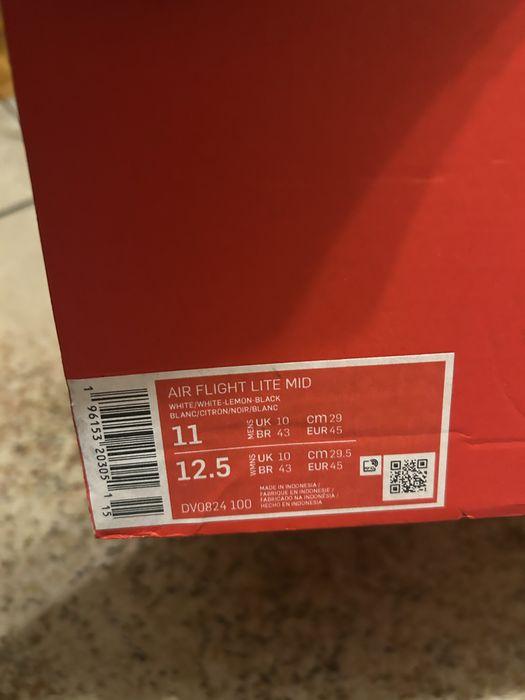 AIR FLIGHT LITE MID
WHITE/WHITE-LEMON-BLACK
BLANC/CITRON/NOIR/BLANC
11 MENS UK 10 cm 29
BR 43 EUR 45
12.5 WMNS UK 10 cm 29.5
BR 43 EUR 45
DV0824 100
MADE IN INDONESIA /
FABRIQUE EN INDONESIE /
FABRICADO NA INDONÉSIA /
HECHO EN INDONESIA
1 96153 20305 1 15